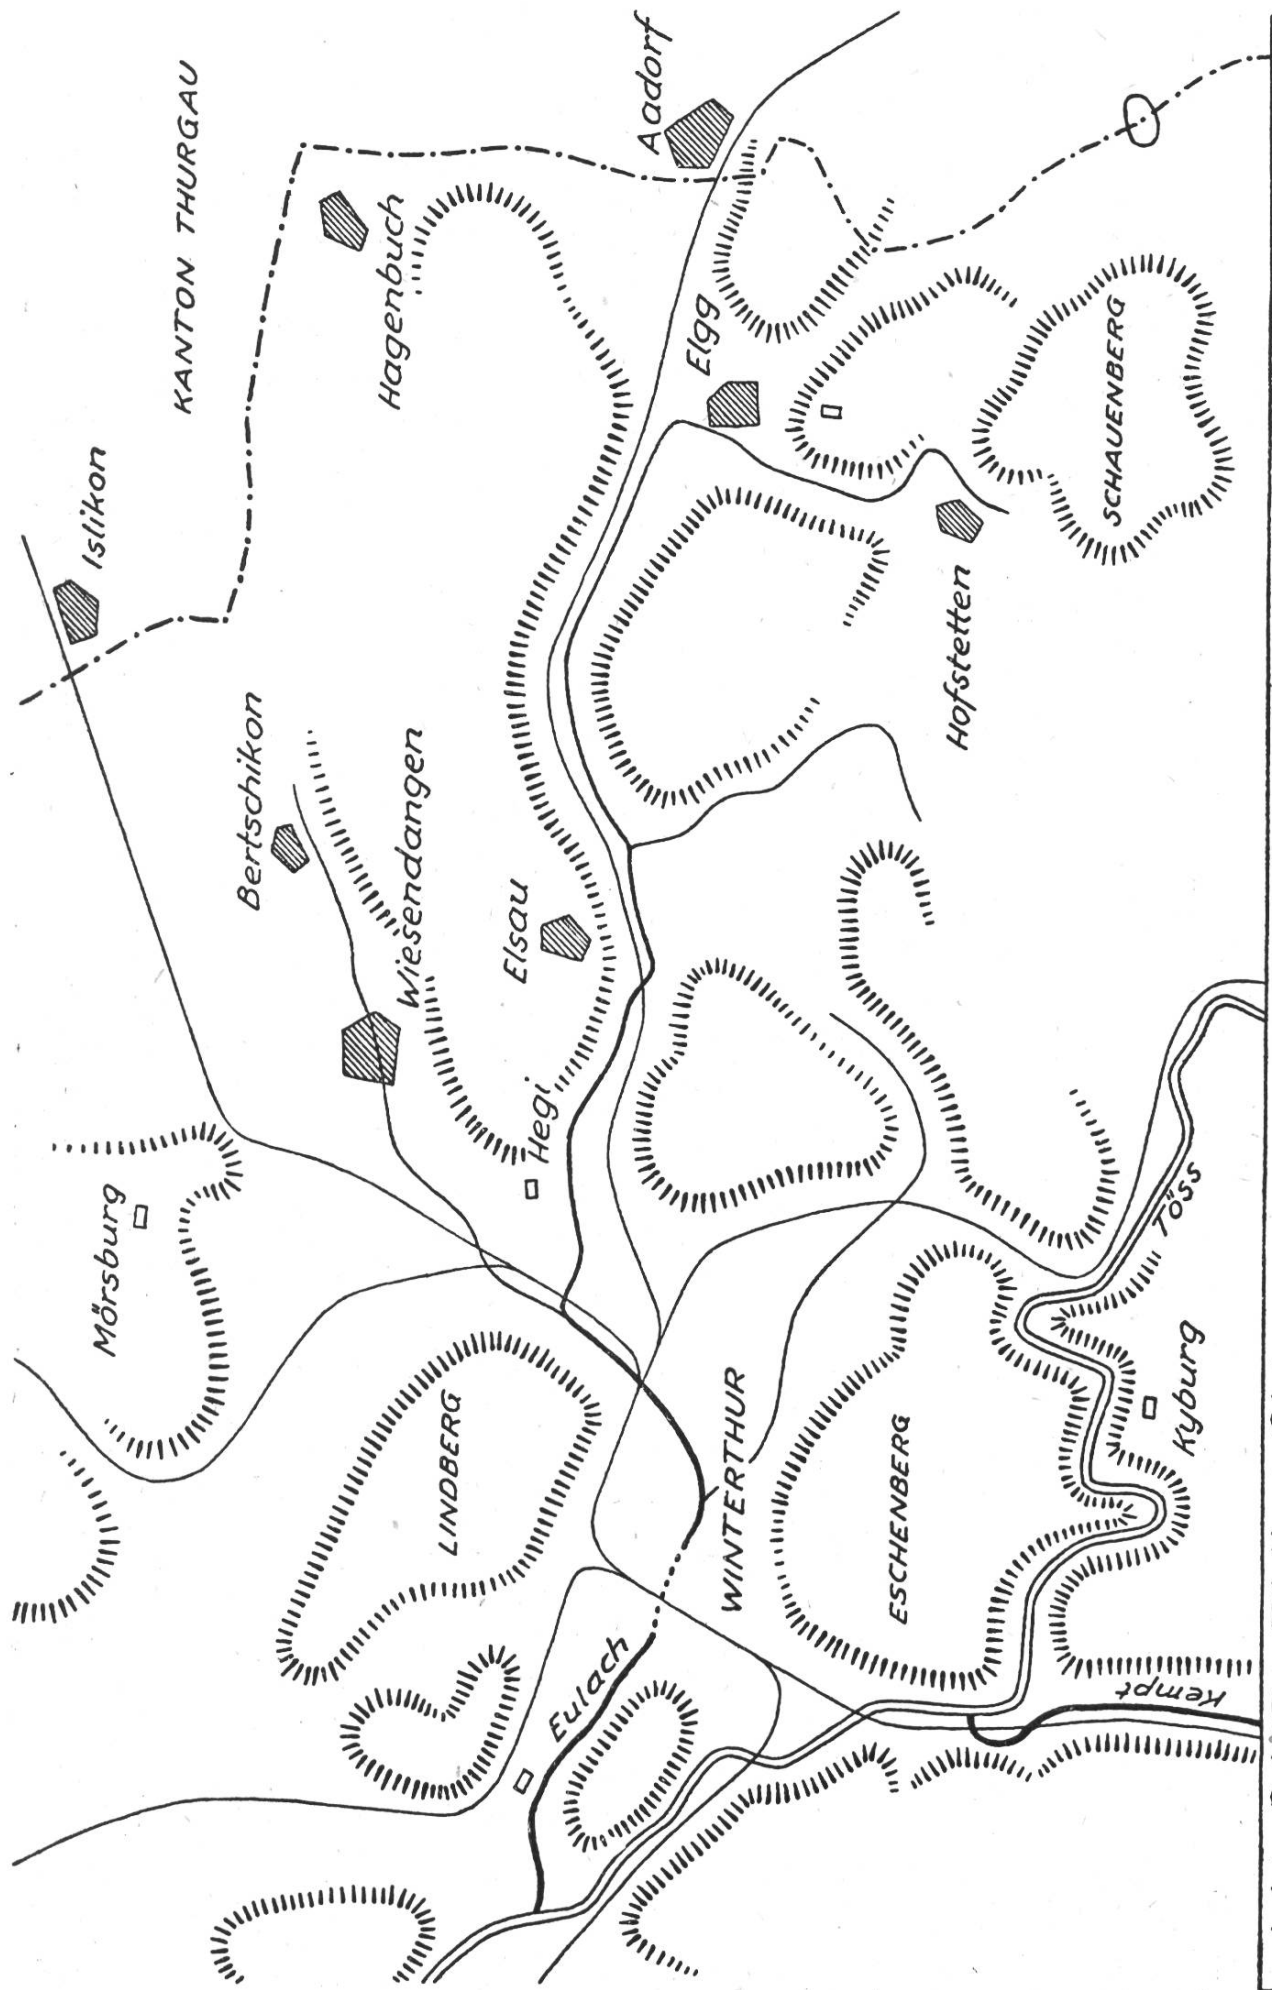 KANTON THURGAU
Islikon
Aadorf
Hagenbuch
Bertschikon
Elgg
Wiesendangen
SCHAUENBERG
Elsau
Hofstetten
Mörsburg
Hegi
LINDBERG
Töss
WINTERTHUR
Kyburg
ESCHENBERG
Eulach
Kempt